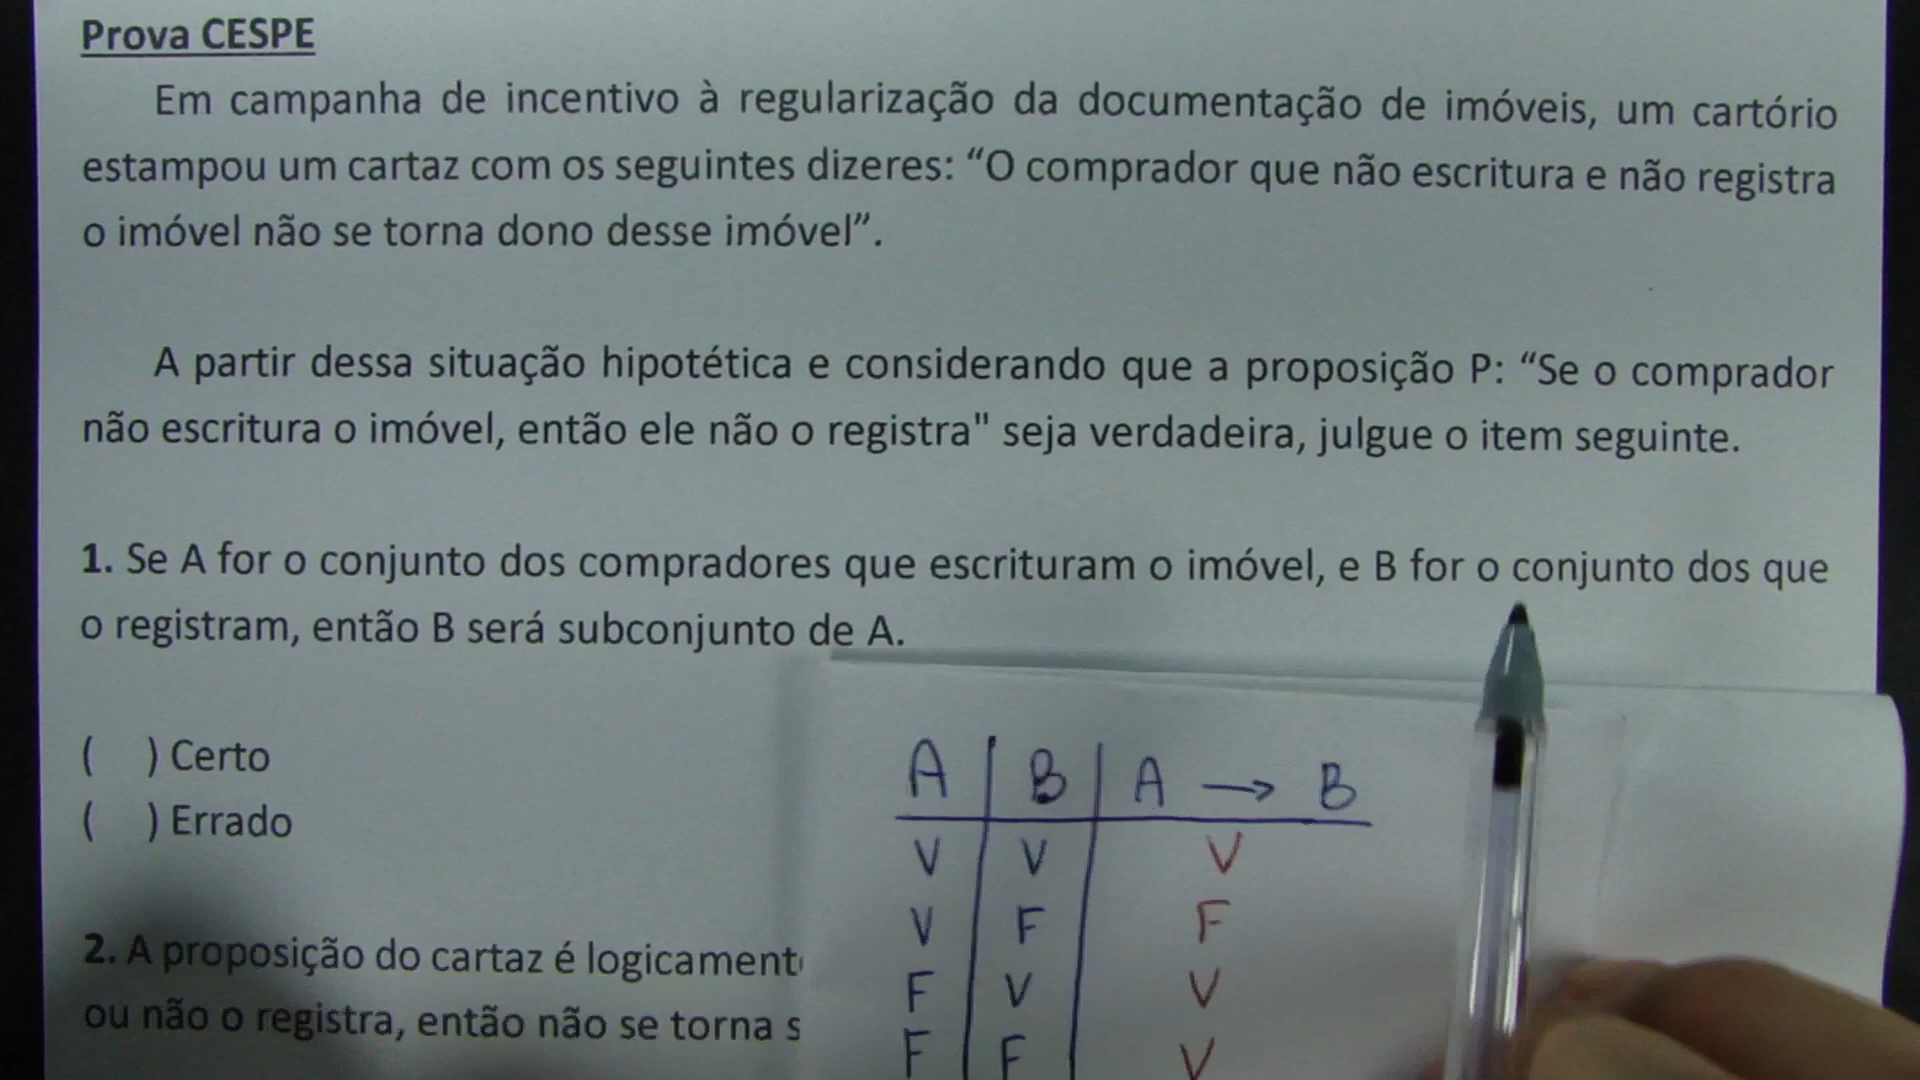 Prova CESPE
Em campanha de incentivo à regularização da documentação de imóveis, um cartório
estampou um cartaz com os seguintes dizeres: “O comprador que não escritura e não registra
o imóvel não se torna dono desse imóvel”.
A partir dessa situação hipotética e considerando que a proposição P: “Se o comprador
não escritura o imóvel, então ele não o registra" seja verdadeira, julgue o item seguinte.
1. Se A for o conjunto dos compradores que escrituram o imóvel, e B for o conjunto dos que
o registram, então B será subconjunto de A.
( ) Certo
( ) Errado
2. A proposição do cartaz é logicament
ou não o registra, então não se torna s
A | B | A → B
V V V
V F F
F V V
F F V